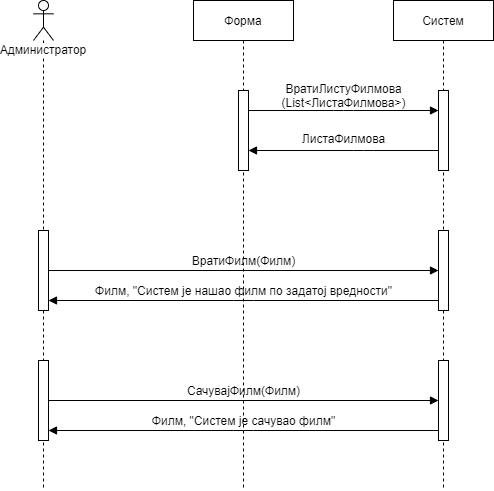 Администратор
Форма
Систем
ВратиЛистуФилмова
(List<ЛистаФилмова>)
ЛистаФилмова
ВратиФилм(Филм)
Филм, "Систем је нашао филм по задатој вредности"
СачувајФилм(Филм)
Филм, "Систем је сачувао филм"